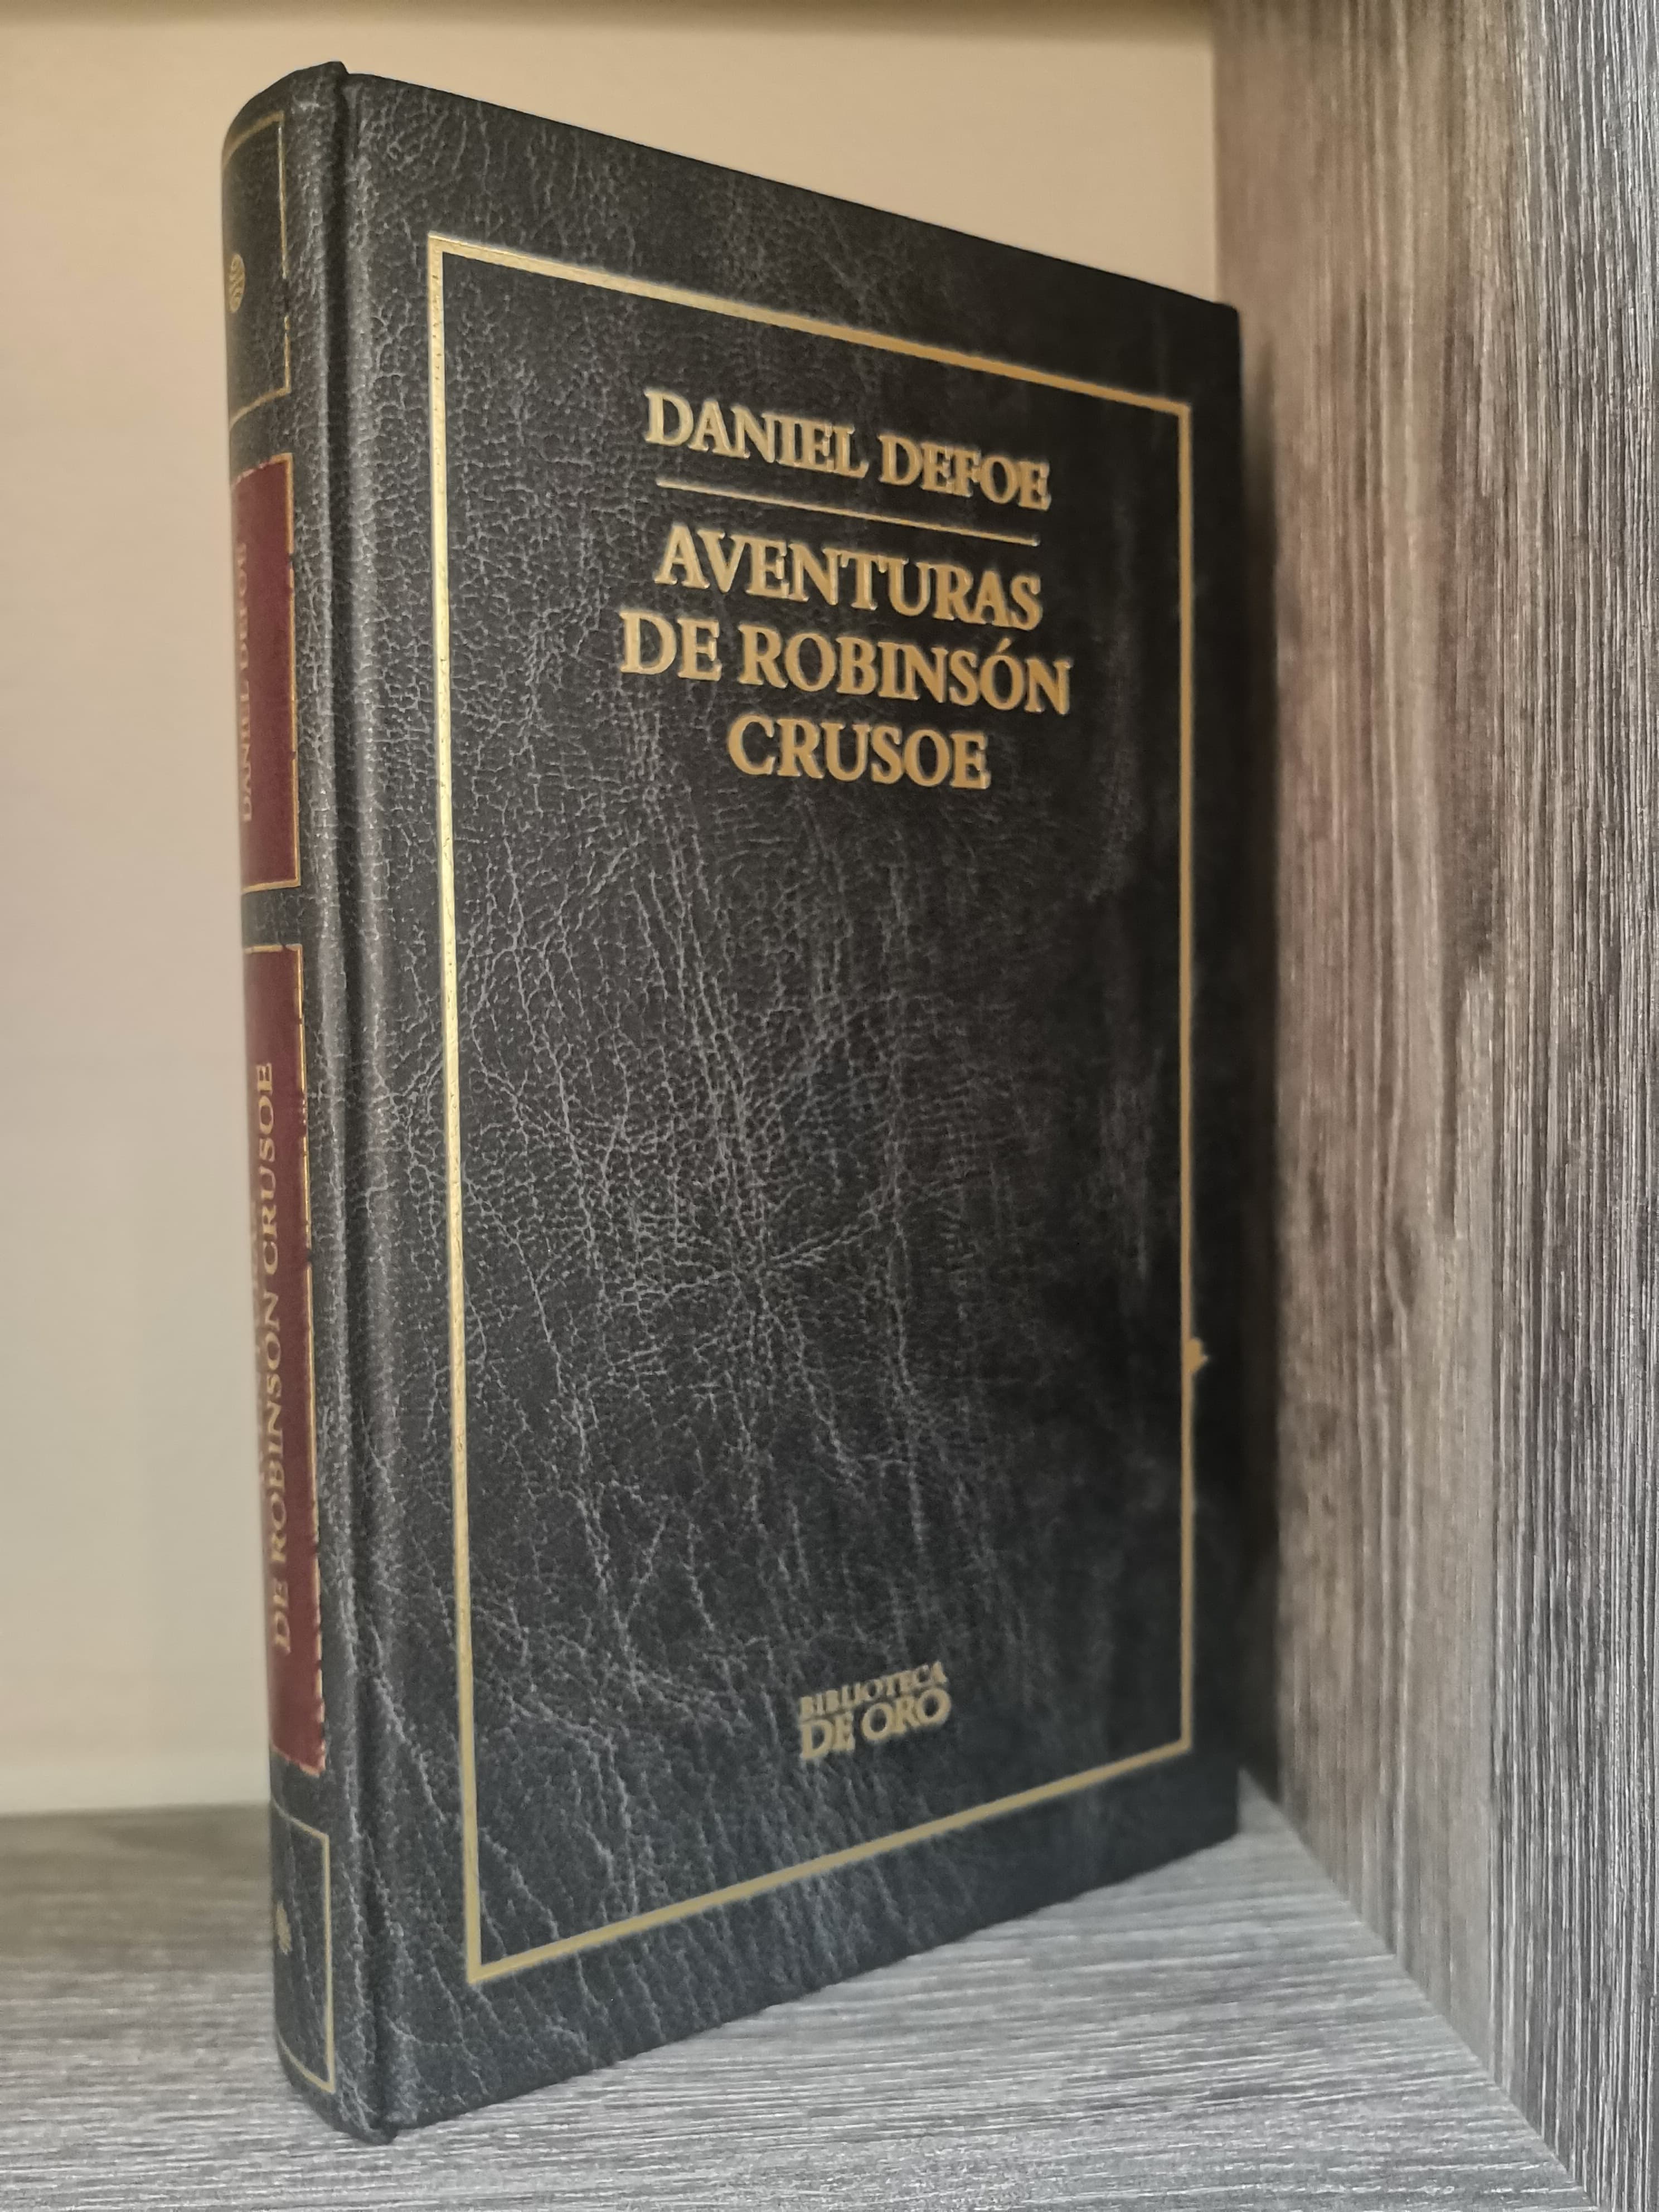 DANIEL DEFOE
AVENTURAS
DE ROBINSÓN
CRUSOE
BIBLIOTECA
DE ORO
DANIEL DEFOE
DE ROBINSÓN CRUSOE